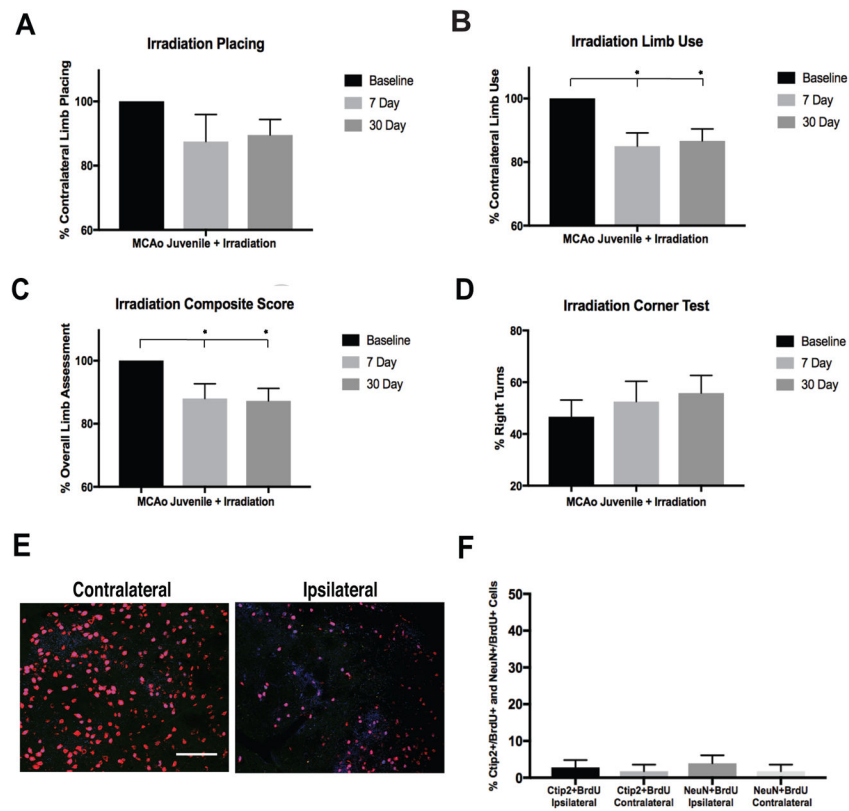 A
Irradiation Placing
% Contralateral Limb Placing
100
80
60
Baseline
7 Day
30 Day
MCAo Juvenile + Irradiation
B
Irradiation Limb Use
% Contralateral Limb Use
100
80
60
Baseline
7 Day
30 Day
* *
MCAo Juvenile + Irradiation
C
Irradiation Composite Score
% Overall Limb Assessment
100
80
60
Baseline
7 Day
30 Day
* *
MCAo Juvenile + Irradiation
D
Irradiation Corner Test
% Right Turns
80
60
40
20
Baseline
7 Day
30 Day
MCAo Juvenile + Irradiation
E
Contralateral
Ipsilateral
F
% Ctip2+/BrdU+ and NeuN+/BrdU+ Cells
50
40
30
20
10
0
Ctip2+BrdU Ipsilateral
Ctip2+BrdU Contralateral
NeuN+BrdU Ipsilateral
NeuN+BrdU Contralateral